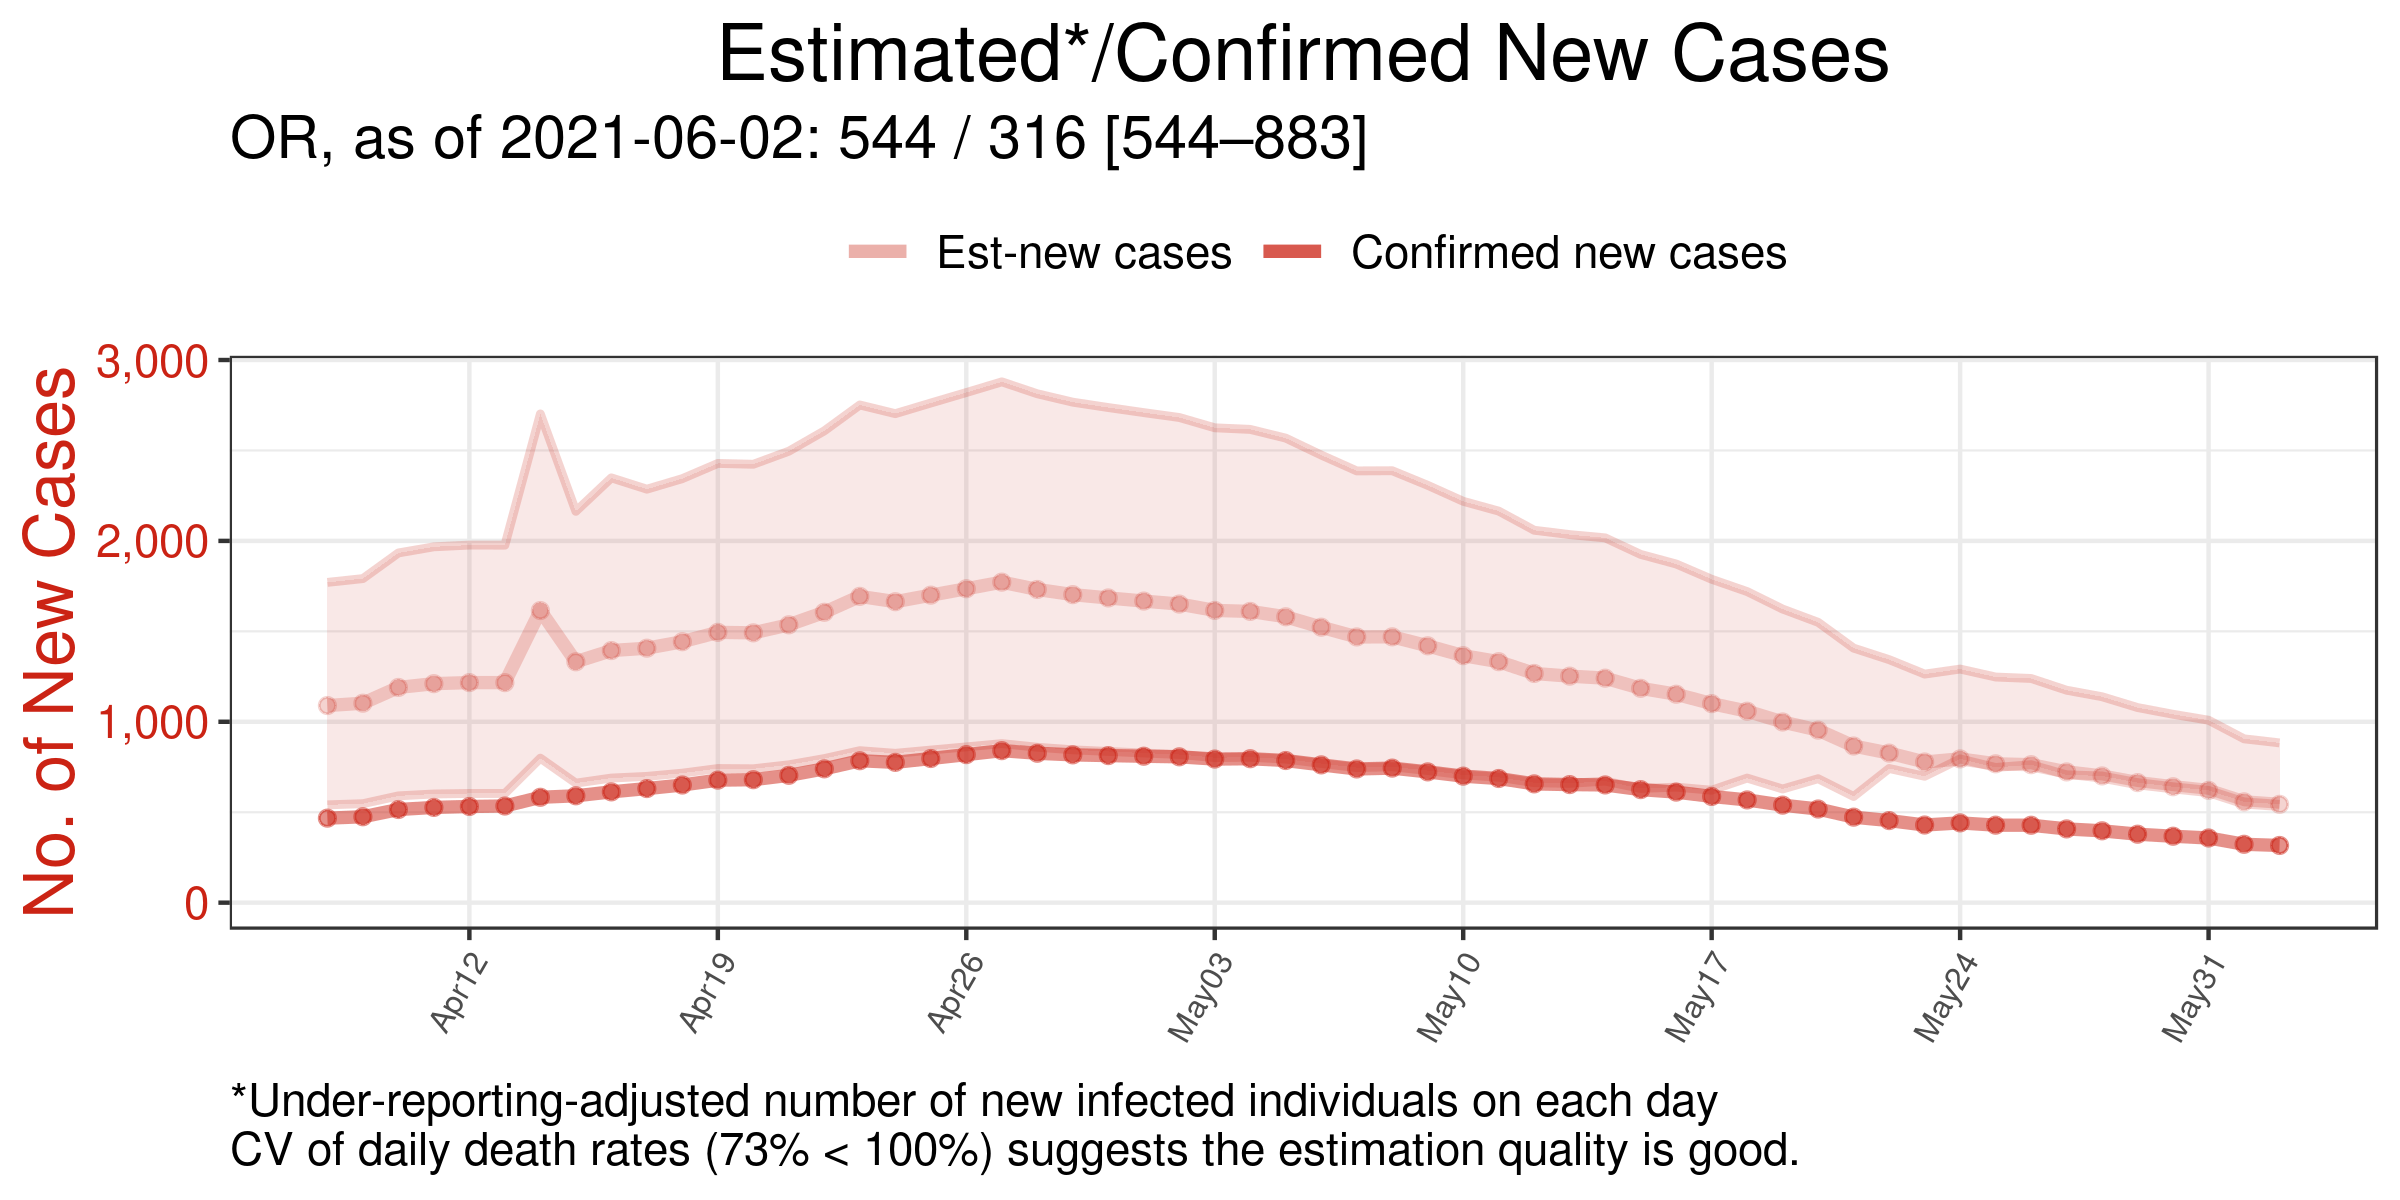 Estimated*/Confirmed New Cases
OR, as of 2021-06-02: 544 / 316 [544–883]
Est-new cases Confirmed new cases
No. of New Cases
3,000
2,000
1,000
0
Apr12 Apr19 Apr26 May03 May10 May17 May24 May31
*Under-reporting-adjusted number of new infected individuals on each day
CV of daily death rates (73% < 100%) suggests the estimation quality is good.